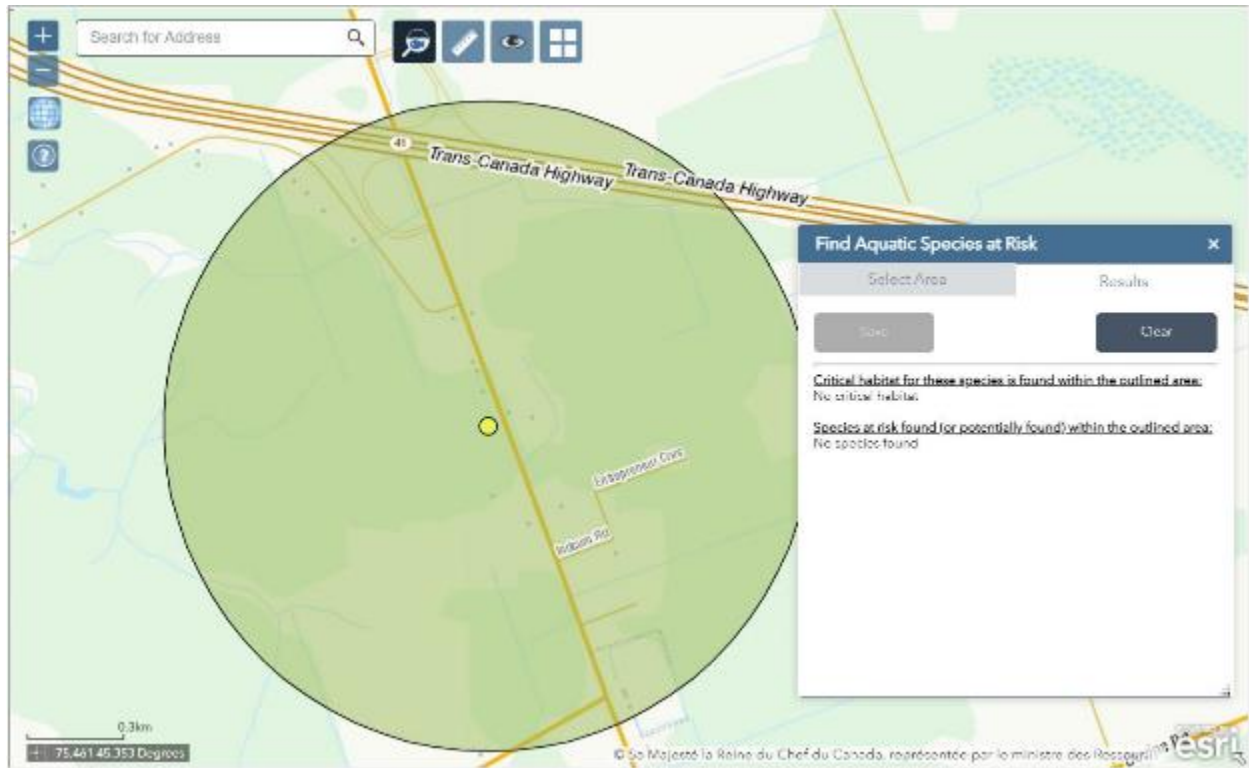 +
Search for Address
−
?
41
Trans-Canada Highway
Trans-Canada Highway
Find Aquatic Species at Risk
×
Select Area
Results
Save
Clear
Critical habitat for these species is found within the outlined area:
No critical habitat
Species at risk found (or potentially found) within the outlined area:
No species found
Entrepreneur Cres
Rd
0.3km
75.461 45.353 Degrees
© Sa Majesté la Reine du Chef du Canada, représentée par le ministre des
esri